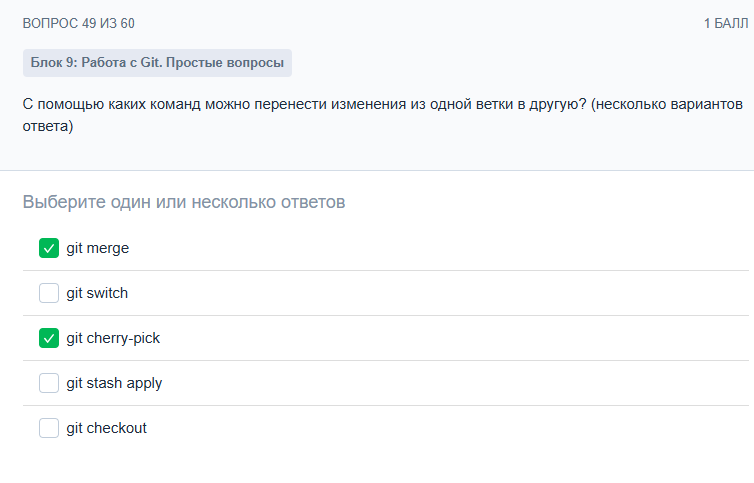 ВОПРОС 49 ИЗ 60
1 БАЛЛ
Блок 9: Работа с Git. Простые вопросы
С помощью каких команд можно перенести изменения из одной ветки в другую? (несколько вариантов
ответа)
Выберите один или несколько ответов
git merge
git switch
git cherry-pick
git stash apply
git checkout